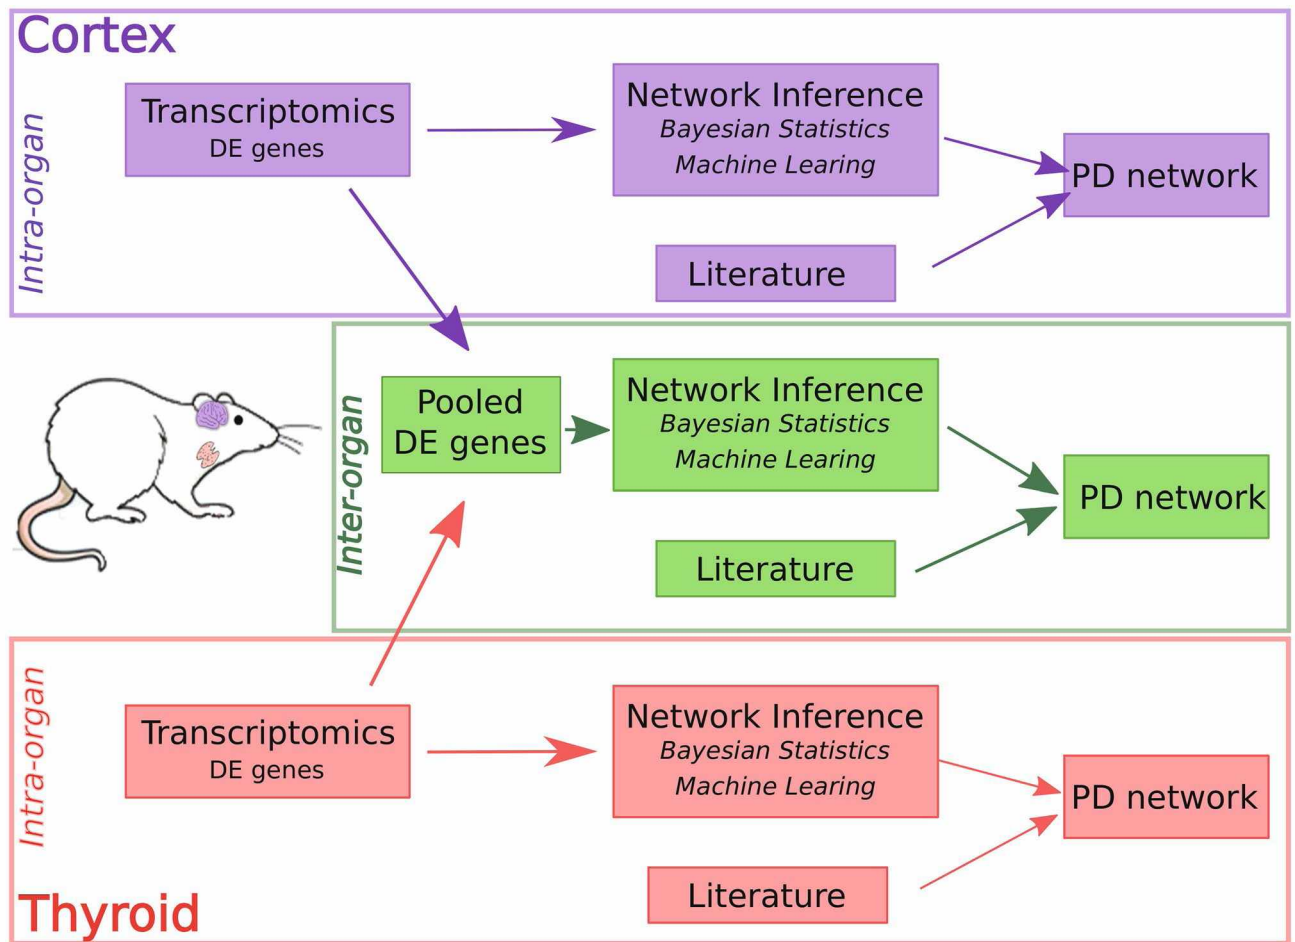 Cortex
Intra-organ
Transcriptomics
DE genes
Network Inference
Bayesian Statistics
Machine Learing
PD network
Literature
Inter-organ
Pooled
DE genes
Network Inference
Bayesian Statistics
Machine Learing
PD network
Literature
Intra-organ
Transcriptomics
DE genes
Network Inference
Bayesian Statistics
Machine Learing
PD network
Literature
Thyroid